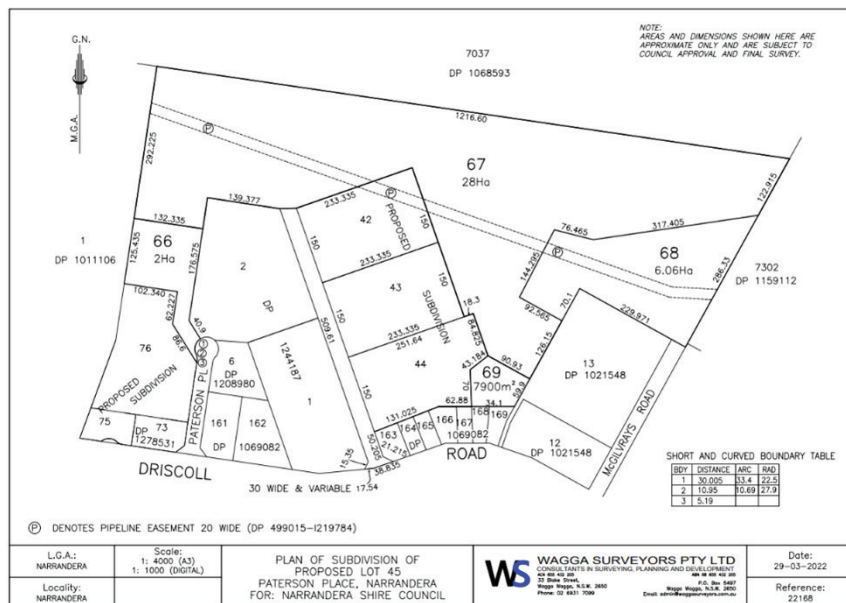 NOTE:
AREAS AND DIMENSIONS SHOWN HERE ARE
APPROXIMATE ONLY AND ARE SUBJECT TO
COUNCIL APPROVAL AND FINAL SURVEY.
G.N.
M.G.A.
7037
DP 1068593
1216.60
292.225
P
67
28Ha
122.915
139.377
233.335
42
PROPOSED
150
317.405
76.465
P
132.335
66
2Ha
125.435
176.575
1
DP 1011106
2
DP
150
233.335
43
SUBDIVISION
150
144.295
68
6.06Ha
286.33
7302
DP 1159112
102.340
62.227
40.9
86.6
150
509.61
18.3
84.825
92.565
70.1
229.971
76
PROPOSED
SUBDIVISION
1244187
233.335
251.64
44
43.184
90.93
126.15
6
DP
1208980
1
69
7900m²
70
59.9
13
DP 1021548
PATERSON PL
150
62.88
34.1
75
DP 73
1278531
161
DP
162
1069082
131.025
163
164
165
166
167
168
169
DP
1069082
50.205
21.215
12
DP 1021548
McGILVRAYS ROAD
DRISCOLL
ROAD
15.35
38.835
30 WIDE & VARIABLE
17.54
SHORT AND CURVED BOUNDARY TABLE
BDY DISTANCE ARC RAD
1 30.005 33.4 22.5
2 10.95 10.69 27.9
3 5.19
P DENOTES PIPELINE EASEMENT 20 WIDE (DP 499015-I219784)
L.G.A.:
NARRANDERA
Locality:
NARRANDERA
Scale:
1: 4000 (A3)
1: 1000 (DIGITAL)
PLAN OF SUBDIVISION OF
PROPOSED LOT 45
PATERSON PLACE, NARRANDERA
FOR: NARRANDERA SHIRE COUNCIL
WS
WAGGA SURVEYORS PTY LTD
CONSULTANTS IN SURVEYING, PLANNING AND DEVELOPMENT
33 Blake Street,
Wagga Wagga, N.S.W. 2650
Phone: 02 6931 7099
P.O. Box 5497
Wagga Wagga, N.S.W. 2650
Email: admin@waggasurveyors.com.au
Date:
29-03-2022
Reference:
22168